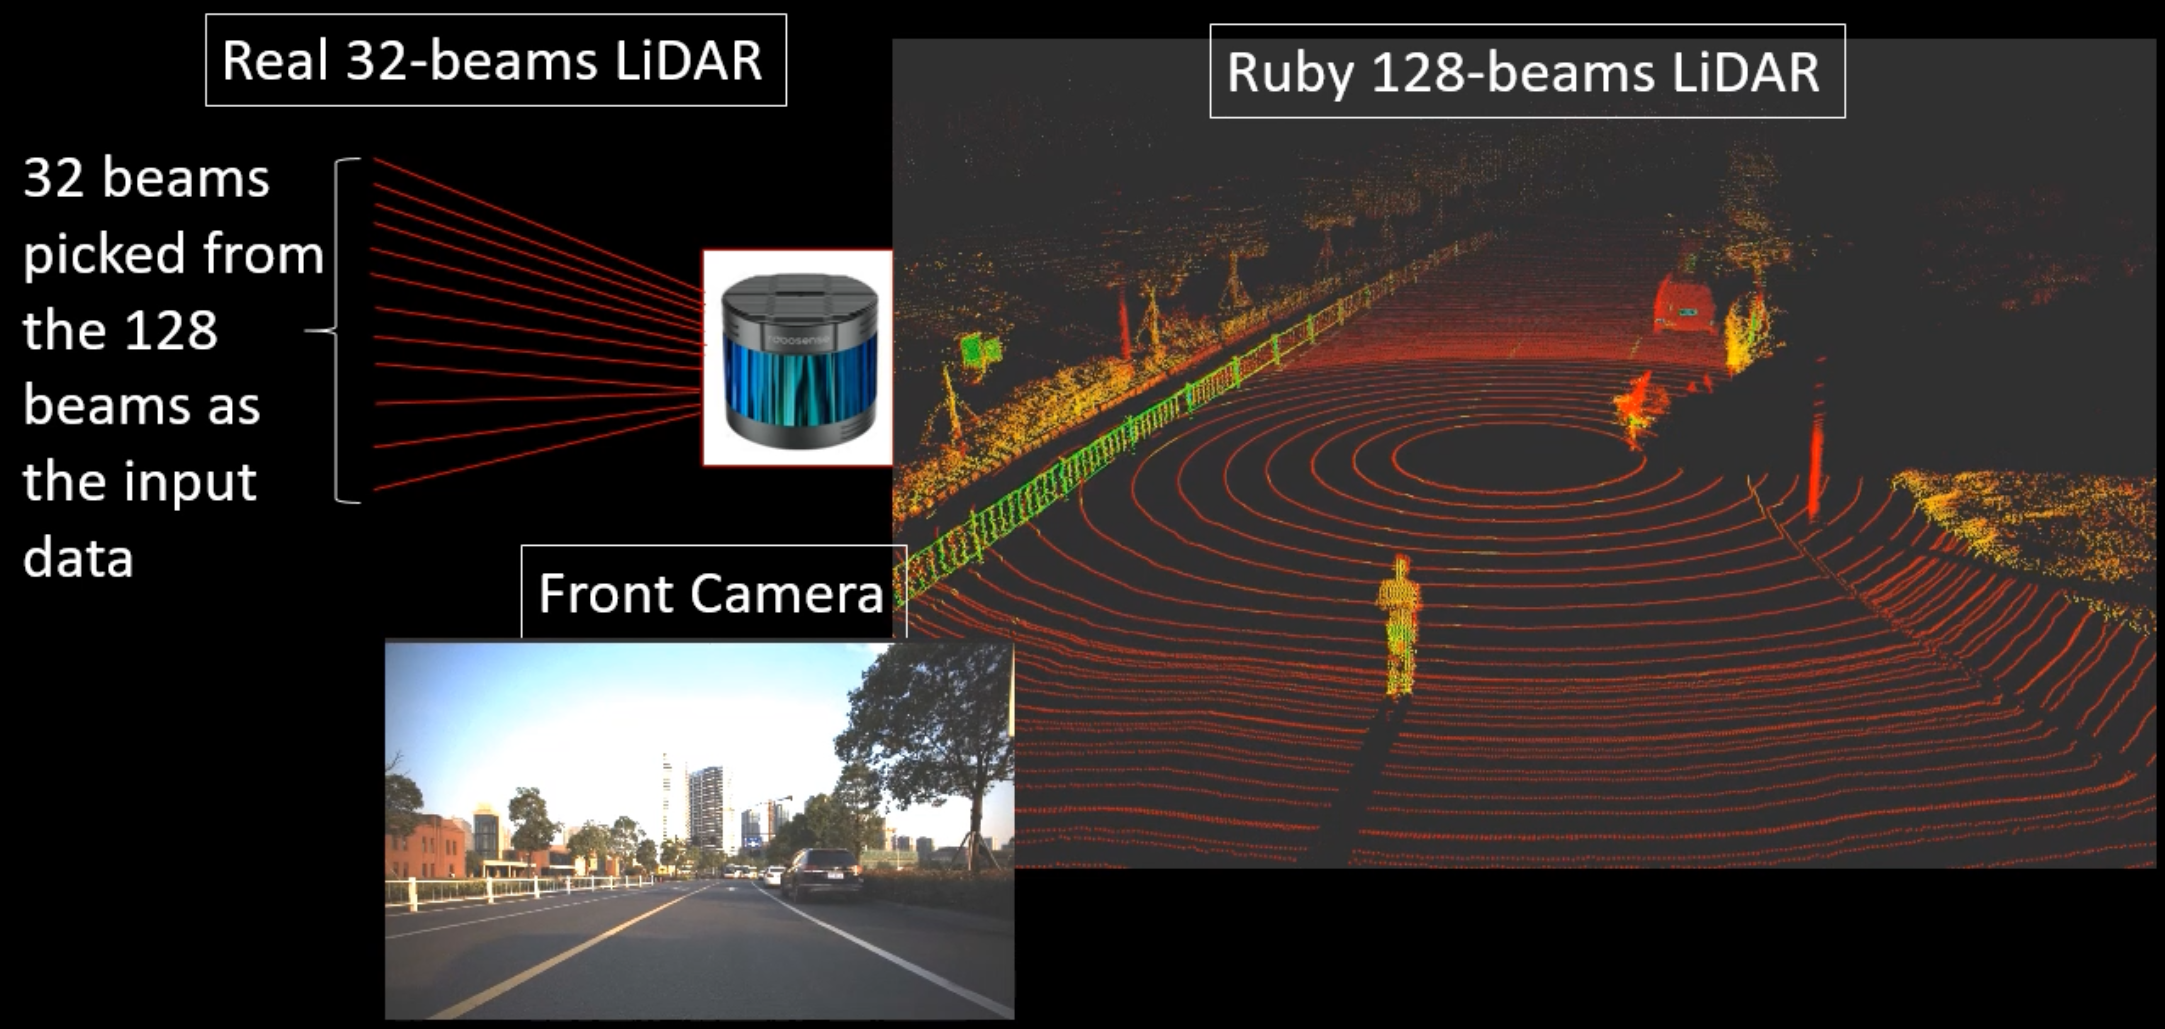 Real 32-beams LiDAR
Ruby 128-beams LiDAR
32 beams
picked from
the 128
beams as
the input
data
robosense
Front Camera